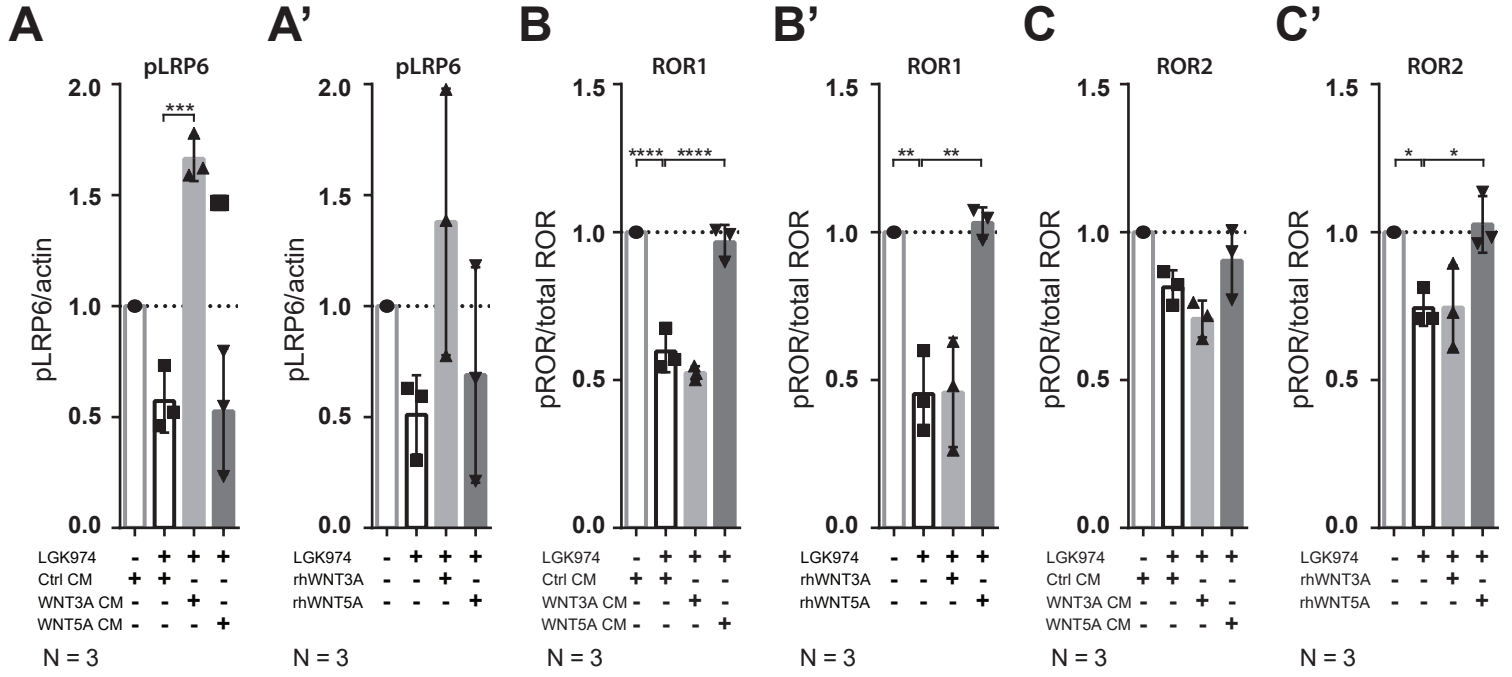 A
pLRP6
***
pLRP6/actin
2.0
1.5
1.0
0.5
0.0
LGK974 - + + +
Ctrl CM + + - -
WNT3A CM - - + -
WNT5A CM - - - +
N = 3
A’
pLRP6
pLRP6/actin
2.0
1.5
1.0
0.5
0.0
LGK974 - + + +
rhWNT3A - - + -
rhWNT5A - - - +
N = 3
B
ROR1
**** ****
pROR/total ROR
1.5
1.0
0.5
0.0
LGK974 - + + +
Ctrl CM + + - -
WNT3A CM - - + -
WNT5A CM - - - +
N = 3
B’
ROR1
** **
pROR/total ROR
1.5
1.0
0.5
0.0
LGK974 - + + +
rhWNT3A - - + -
rhWNT5A - - - +
N = 3
C
ROR2
pROR/total ROR
1.5
1.0
0.5
0.0
LGK974 - + + +
Ctrl CM + + - -
WNT3A CM - - + -
WNT5A CM - - - +
N = 3
C’
ROR2
* *
pROR/total ROR
1.5
1.0
0.5
0.0
LGK974 - + + +
rhWNT3A - - + -
rhWNT5A - - - +
N = 3